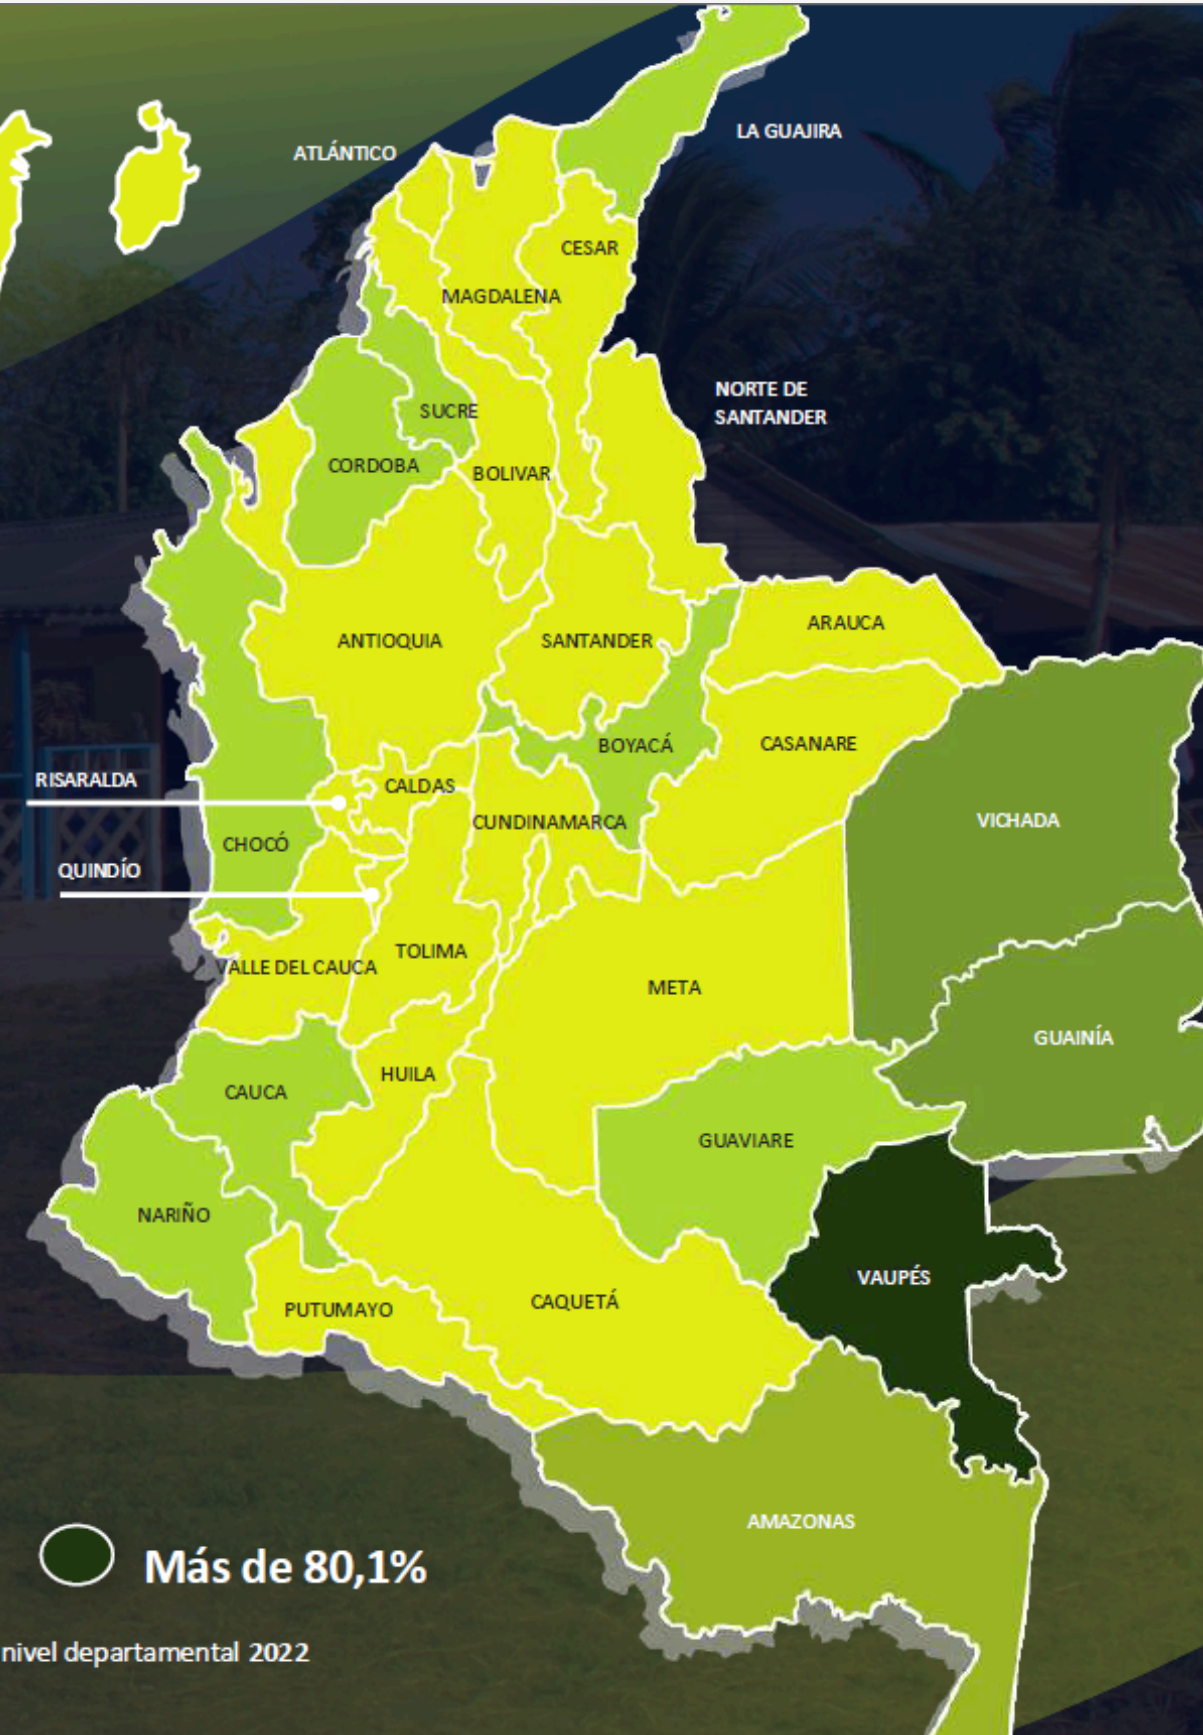 LA GUAJIRA
ATLÁNTICO
CESAR
MAGDALENA
NORTE DE
SANTANDER
SUCRE
CORDOBA
BOLIVAR
ARAUCA
ANTIOQUIA
SANTANDER
BOYACÁ
CASANARE
RISARALDA
CALDAS
CUNDINAMARCA
VICHADA
CHOCÓ
QUINDÍO
TOLIMA
VALLE DEL CAUCA
META
GUAINÍA
HUILA
CAUCA
GUAVIARE
NARIÑO
VAUPÉS
CAQUETÁ
PUTUMAYO
AMAZONAS
Más de 80,1%
nivel departamental 2022